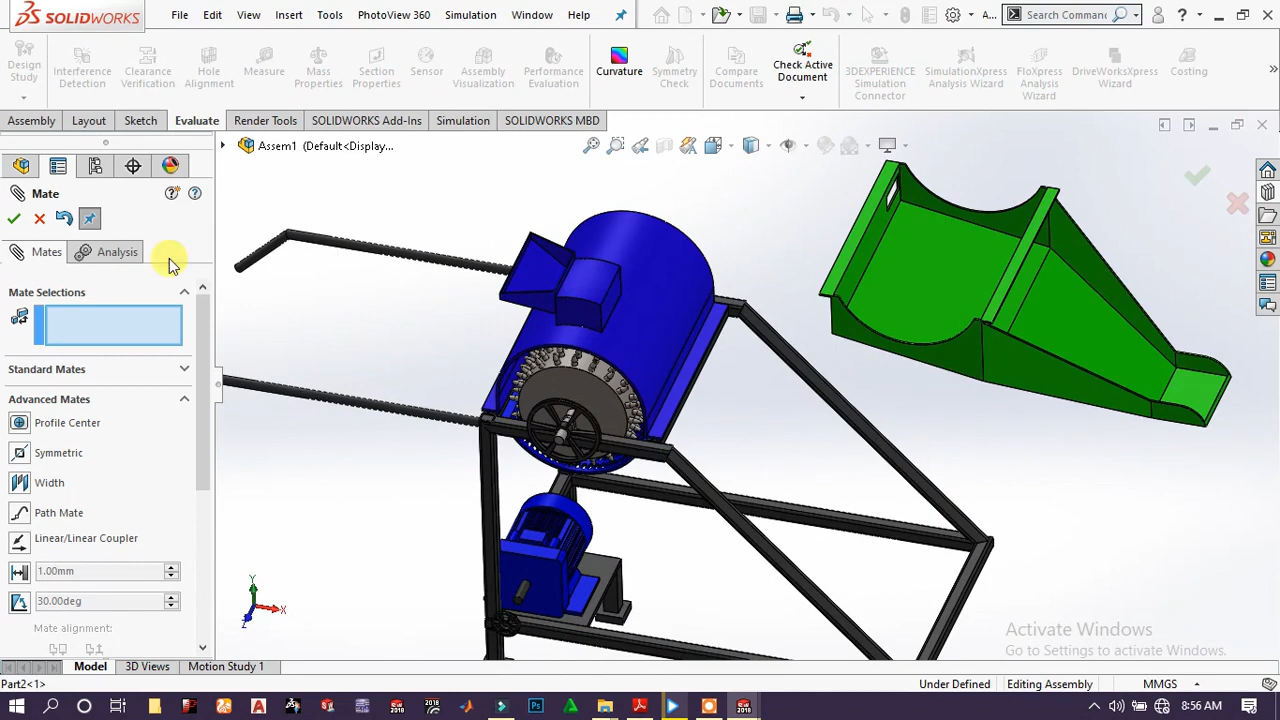 SOLIDWORKS File Edit View Insert Tools PhotoView 360 Simulation Window Help A... Search Comman ?
Design Study
Interference Detection
Clearance Verification
Hole Alignment
Measure
Mass Properties
Section Properties
Sensor
Assembly Visualization
Performance Evaluation
Curvature
Symmetry Check
Compare Documents
Check Active Document
3DEXPERIENCE Simulation Connector
SimulationXpress Analysis Wizard
FloXpress Analysis Wizard
DriveWorksXpress Wizard
Costing
Assembly Layout Sketch Evaluate Render Tools SOLIDWORKS Add-Ins Simulation SOLIDWORKS MBD
Assem1 (Default<Display...
Mate
Mates Analysis
Mate Selections
Standard Mates
Advanced Mates
Profile Center
Symmetric
Width
Path Mate
Linear/Linear Coupler
1.00mm
30.00deg
Mate alignment:
Y
X
Z
Activate Windows
Go to Settings to activate Windows.
Model 3D Views Motion Study 1
Part2<1> Under Defined Editing Assembly MMGS
2018 2018 Ps 2018 8:56 AM